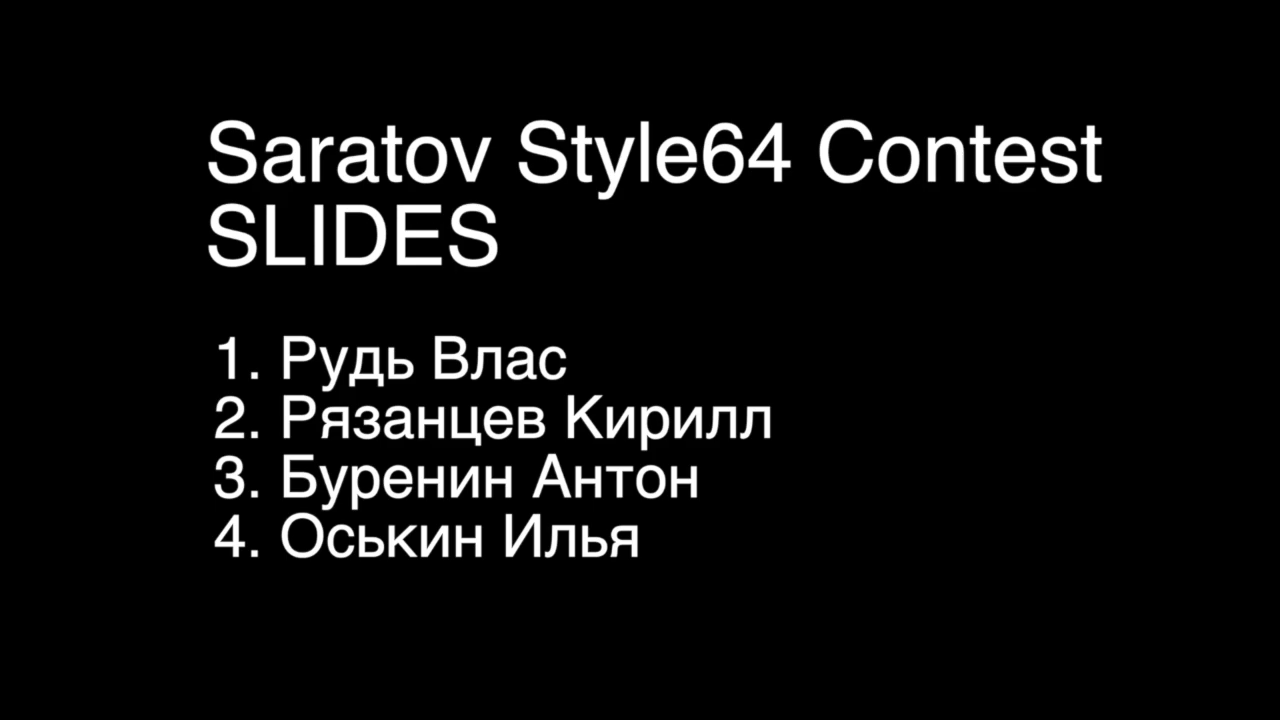 Saratov Style64 Contest
SLIDES
1. Рудь Влас
2. Рязанцев Кирилл
3. Буренин Антон
4. Оськин Илья